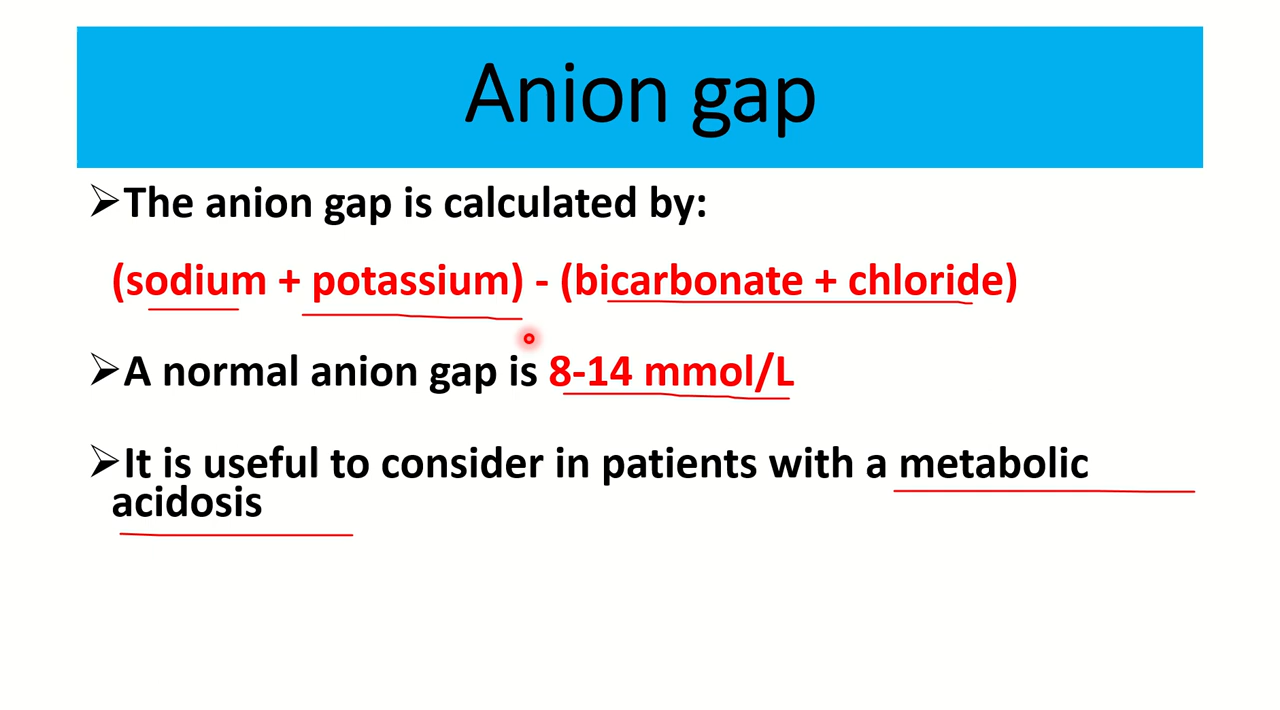 Anion gap
➢The anion gap is calculated by:
(sodium + potassium) - (bicarbonate + chloride)
➢A normal anion gap is 8-14 mmol/L
➢It is useful to consider in patients with a metabolic
acidosis